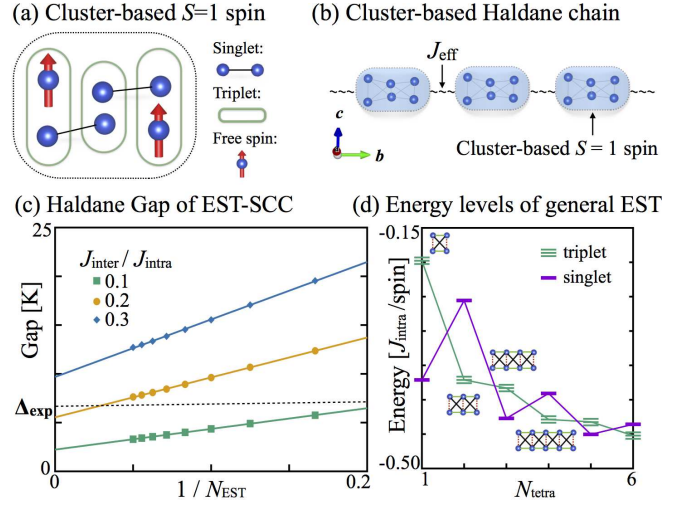 (a) Cluster-based S=1 spin
Singlet:
Triplet:
Free spin:
(b) Cluster-based Haldane chain
J_eff
c
b
Cluster-based S = 1 spin
(c) Haldane Gap of EST-SCC
25
J_inter / J_intra
0.1
0.2
0.3
Gap [K]
Δ_exp
0
0
0.1
0.2
1 / N_EST
(d) Energy levels of general EST
-0.15
triplet
singlet
Energy [J_intra/spin]
-0.50
1
6
N_tetra